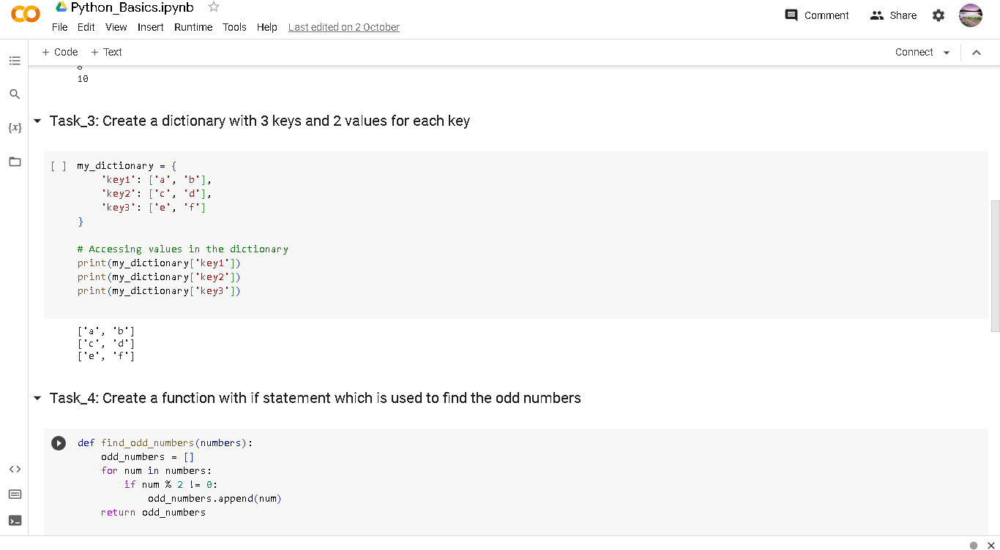 Python_Basics.ipynb
File Edit View Insert Runtime Tools Help Last edited on 2 October
Comment Share
+ Code + Text
Connect
10
{x}
Task_3: Create a dictionary with 3 keys and 2 values for each key
[ ] my_dictionary = {
'key1': ['a', 'b'],
'key2': ['c', 'd'],
'key3': ['e', 'f']
}
# Accessing values in the dictionary
print(my_dictionary['key1'])
print(my_dictionary['key2'])
print(my_dictionary['key3'])
['a', 'b']
['c', 'd']
['e', 'f']
Task_4: Create a function with if statement which is used to find the odd numbers
def find_odd_numbers(numbers):
odd_numbers = []
for num in numbers:
if num % 2 != 0:
odd_numbers.append(num)
return odd_numbers